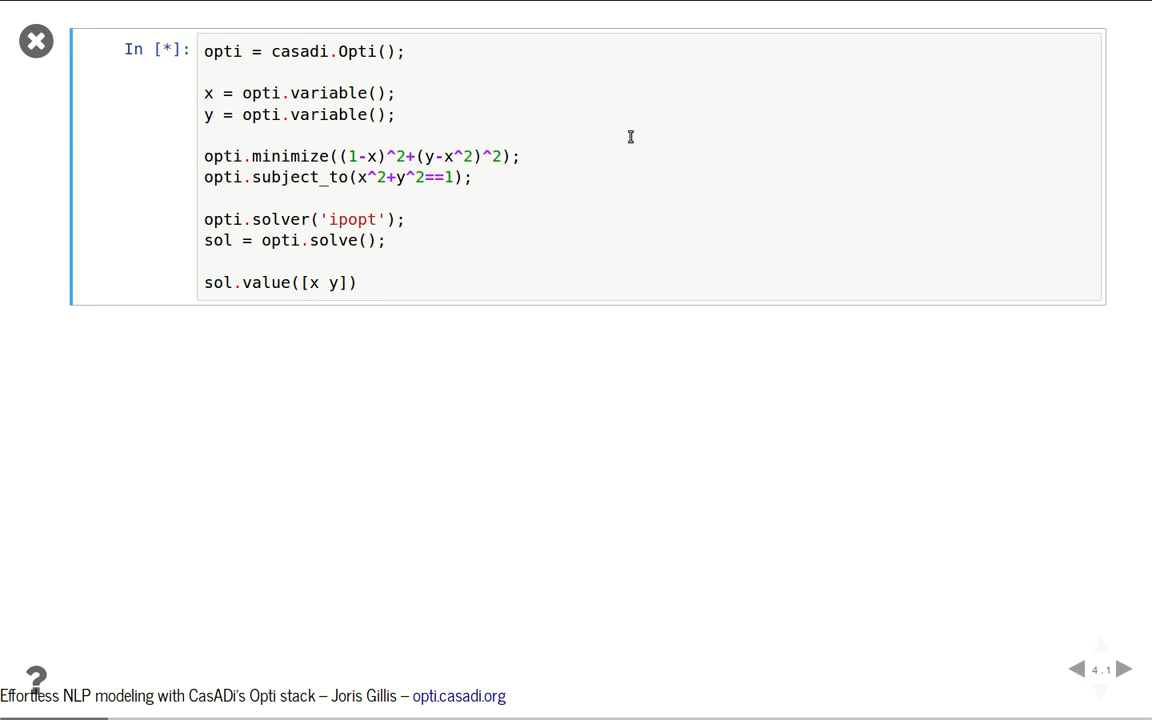 In [*]:
opti = casadi.Opti();
x = opti.variable();
y = opti.variable();
opti.minimize((1-x)^2+(y-x^2)^2);
opti.subject_to(x^2+y^2==1);
opti.solver('ipopt');
sol = opti.solve();
sol.value([x y])
4.1
?
Effortless NLP modeling with CasADi's Opti stack – Joris Gillis – opti.casadi.org